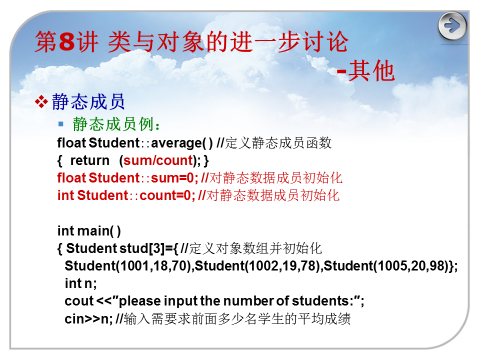 第8讲 类与对象的进一步讨论
-其他
静态成员
静态成员例：
float Student::average( ) //定义静态成员函数
{ return (sum/count); }
float Student::sum=0; //对静态数据成员初始化
int Student::count=0; //对静态数据成员初始化
int main( )
{ Student stud[3]={ //定义对象数组并初始化
Student(1001,18,70),Student(1002,19,78),Student(1005,20,98)};
int n;
cout <<″please input the number of students:″;
cin>>n; //输入需要求前面多少名学生的平均成绩